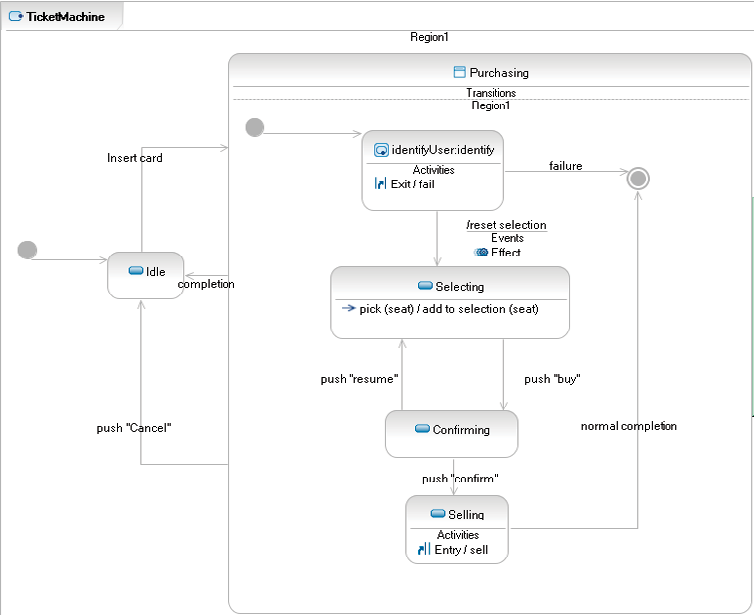 TicketMachine
Region1
Purchasing
Transitions
Region1
identifyUser:identify
Activities
Exit / fail
failure
Insert card
/reset selection
Events
Effect
Idle
completion
Selecting
pick (seat) / add to selection (seat)
push "resume"
push "buy"
push "Cancel"
Confirming
normal completion
push "confirm"
Selling
Activities
Entry / sell